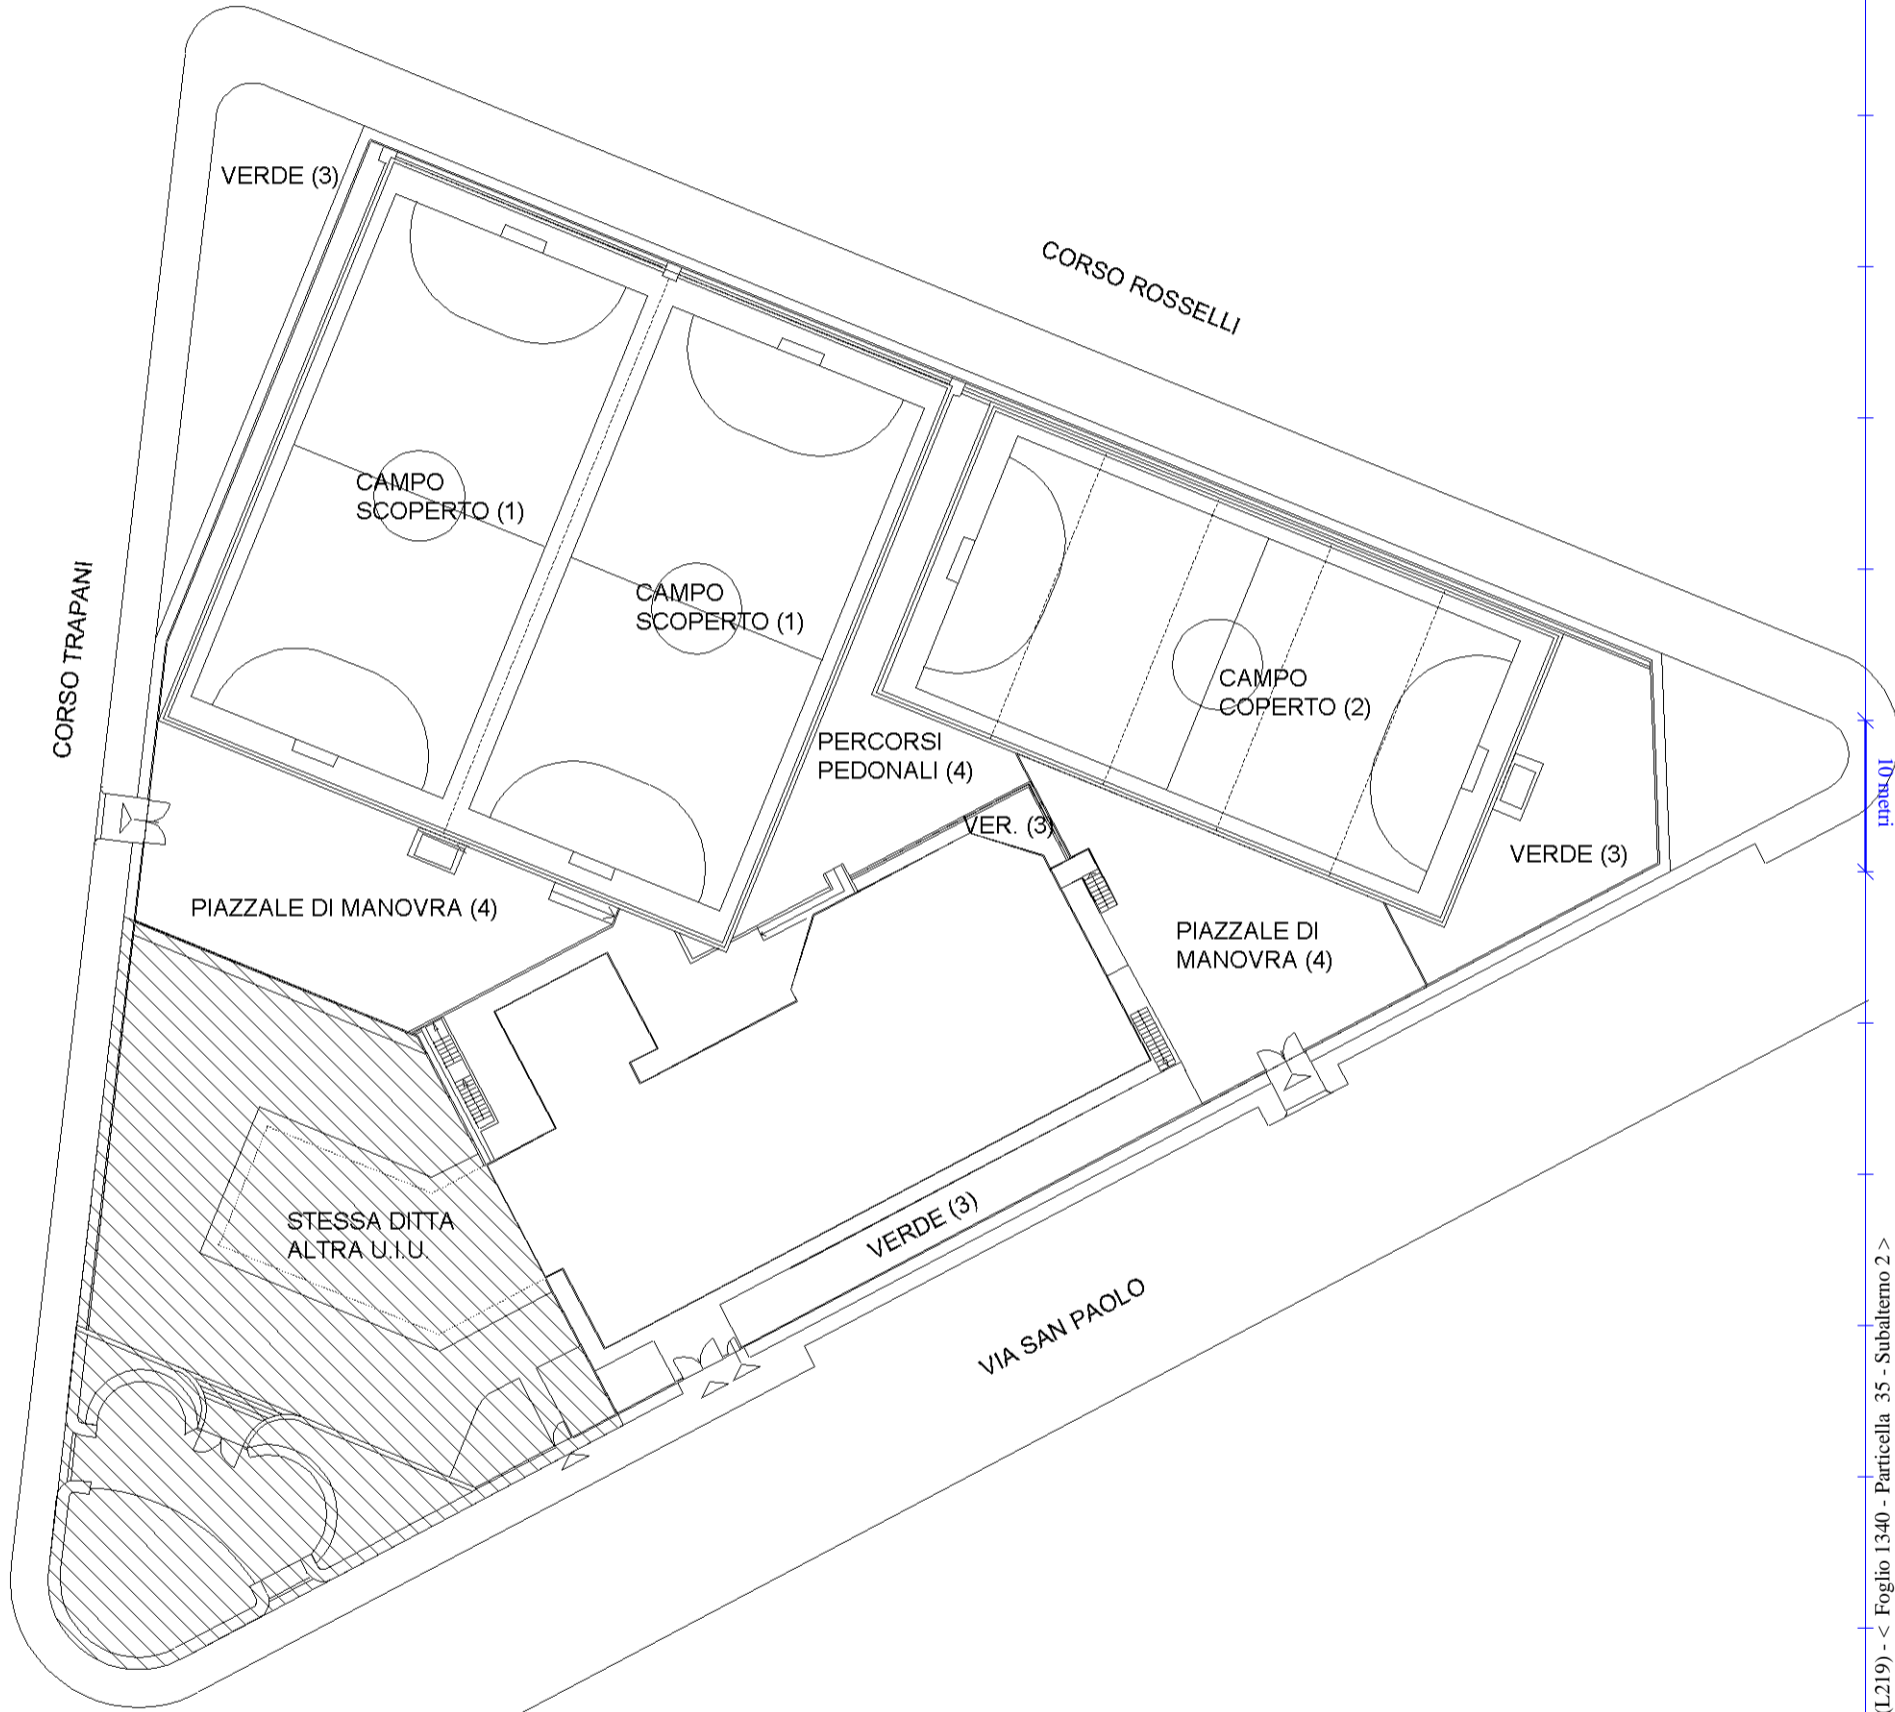 VERDE (3)
CORSO ROSSELLI
CAMPO
SCOPERTO (1)
CAMPO
SCOPERTO (1)
CORSO TRAPANI
CAMPO
COPERTO (2)
PERCORSI
PEDONALI (4)
10 metri
VER. (3)
VERDE (3)
PIAZZALE DI MANOVRA (4)
PIAZZALE DI
MANOVRA (4)
STESSA DITTA
ALTRA U.I.U.
VERDE (3)
VIA SAN PAOLO
(L219) - < Foglio 1340 - Particella 35 - Subalterno 2 >